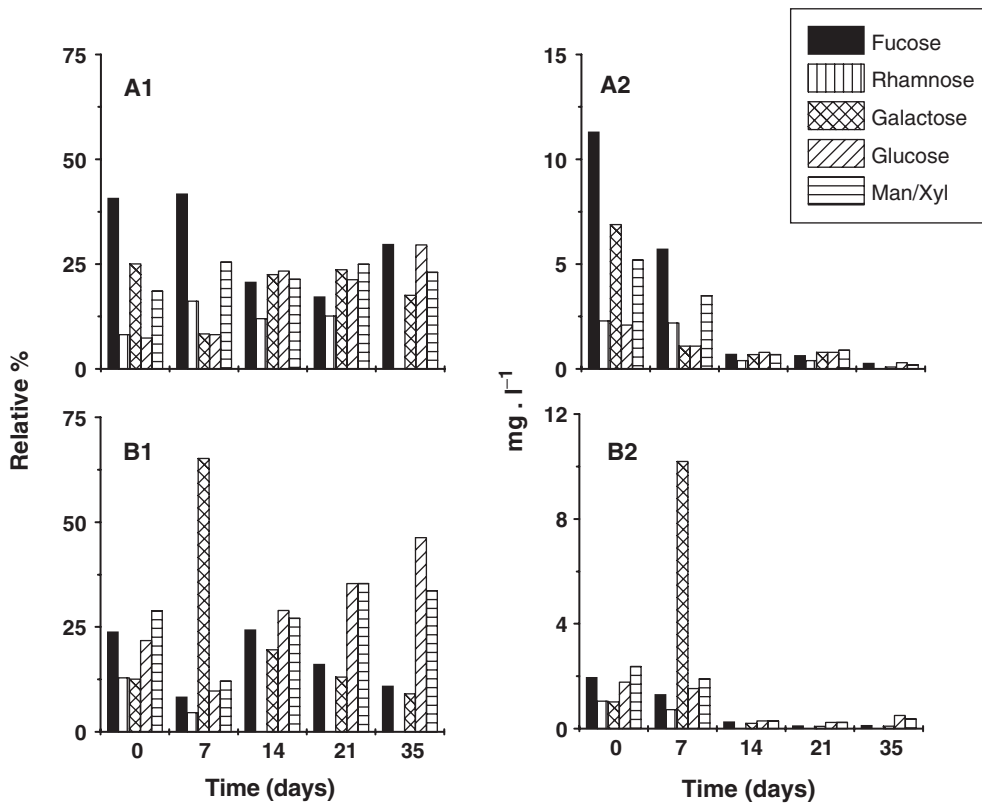 75
A1
50
25
0
Relative %
75
B1
50
25
0
0 7 14 21 35
Time (days)
15
A2
10
5
0
mg . l⁻¹
12
B2
8
4
0
0 7 14 21 35
Time (days)
Fucose
Rhamnose
Galactose
Glucose
Man/Xyl